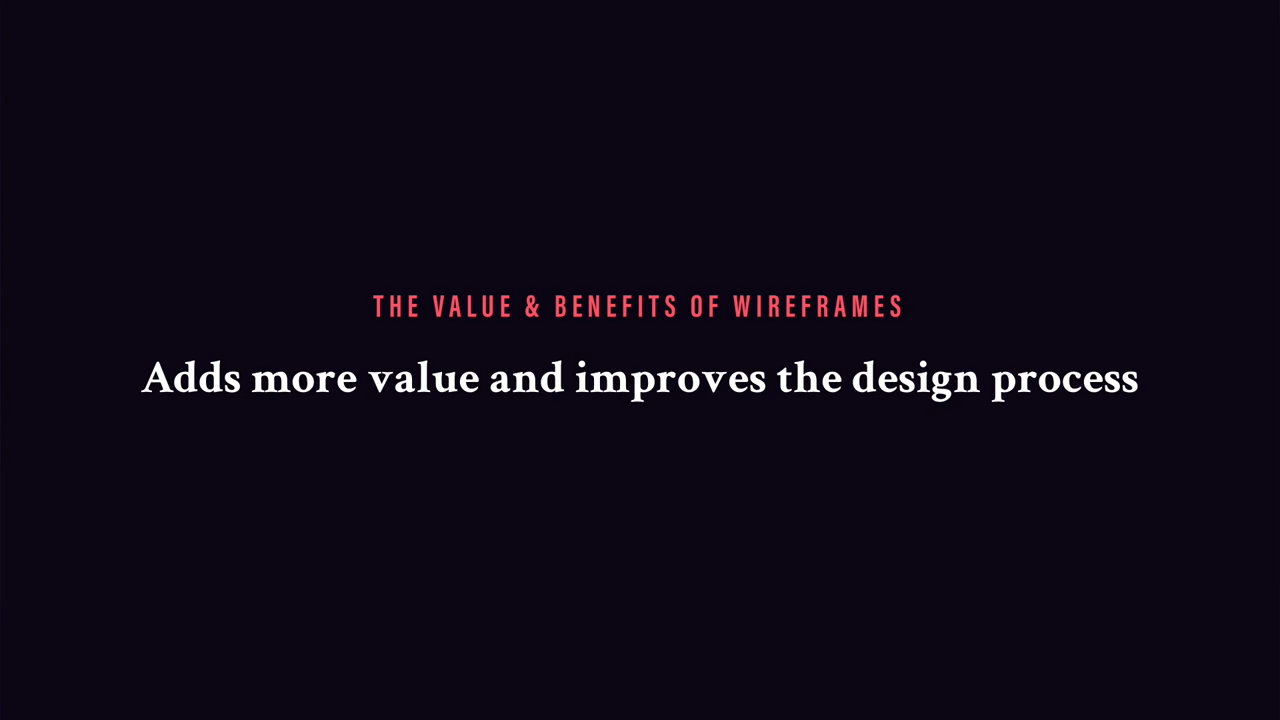 THE VALUE & BENEFITS OF WIREFRAMES
Adds more value and improves the design process